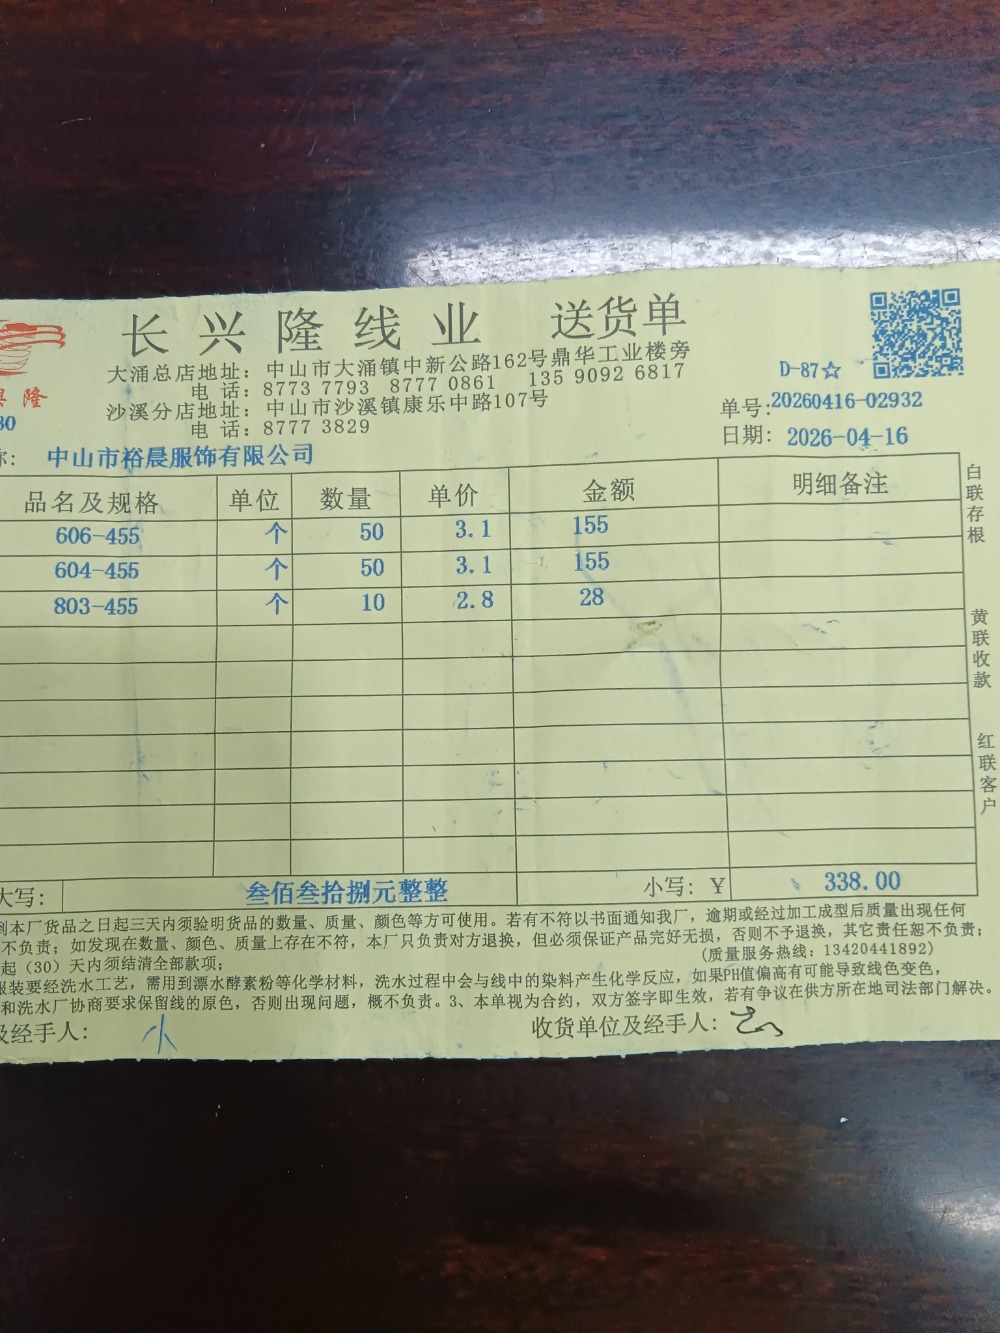 长兴隆线业 送货单
大涌总店地址：中山市大涌镇中新公路162号鼎华工业楼旁
电 话：8773 7793 8777 0861 135 9092 6817
D-87☆
隆
沙溪分店地址：中山市沙溪镇康乐中路107号
单号:20260416-02932
电 话：8777 3829
80
日期：2026-04-16
称：中山市裕晨服饰有限公司
品名及规格 单位 数量 单价 金额 明细备注
606-455 个 50 3.1 155
604-455 个 50 3.1 155
803-455 个 10 2.8 28
白联存根
黄联收款
红联客户
大写：叁佰叁拾捌元整整 小写：¥ 338.00
到本厂货品之日起三天内须验明货品的数量、质量、颜色等方可使用。若有不符以书面通知我厂，逾期或经过加工成型后质量出现任何
不负责；如发现在数量、颜色、质量上存在不符，本厂只负责对方退换，但必须保证产品完好无损，否则不予退换，其它责任恕不负责；
起（30）天内须结清全部款项； (质量服务热线：13420441892)
服装要经洗水工艺，需用到漂水酵素粉等化学材料，洗水过程中会与线中的染料产生化学反应，如果PH值偏高有可能导致线色变色，
和洗水厂协商要求保留线的原色，否则出现问题，概不负责。3、本单视为合约，双方签字即生效，若有争议在供方所在地司法部门解决。
及经手人： 小 收货单位及经手人：